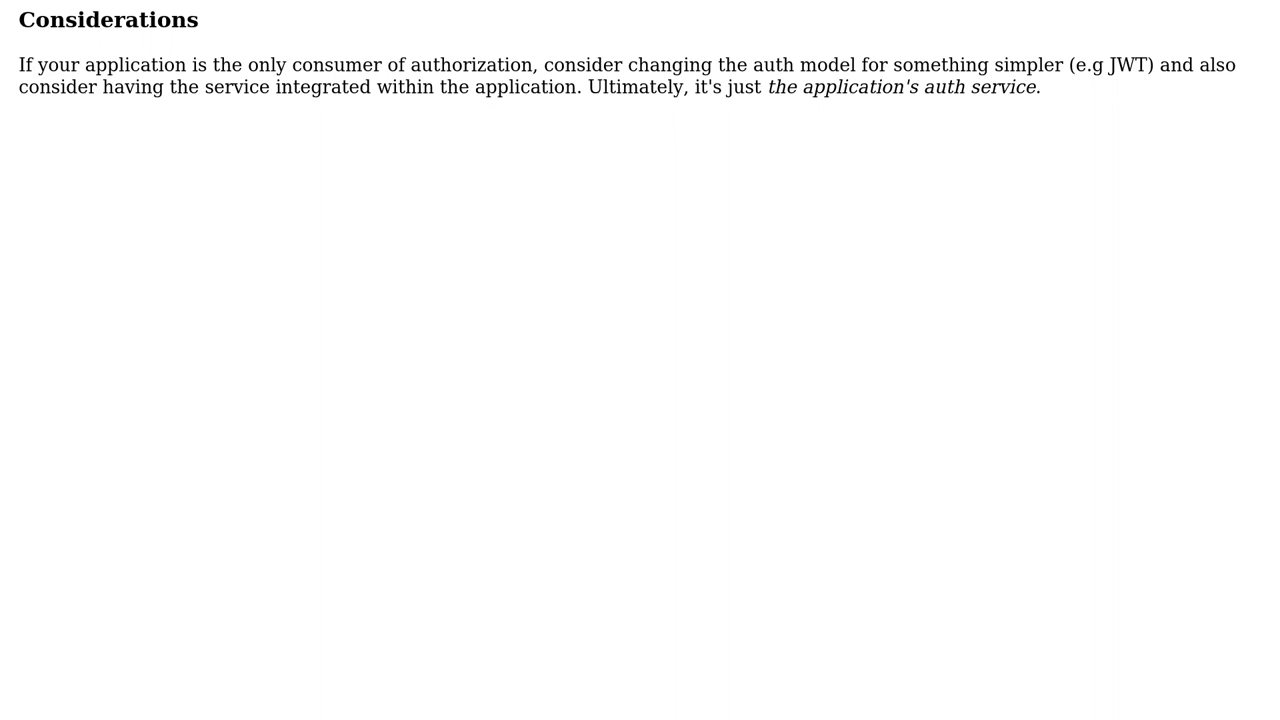 Considerations
If your application is the only consumer of authorization, consider changing the auth model for something simpler (e.g JWT) and also
consider having the service integrated within the application. Ultimately, it's just the application's auth service.